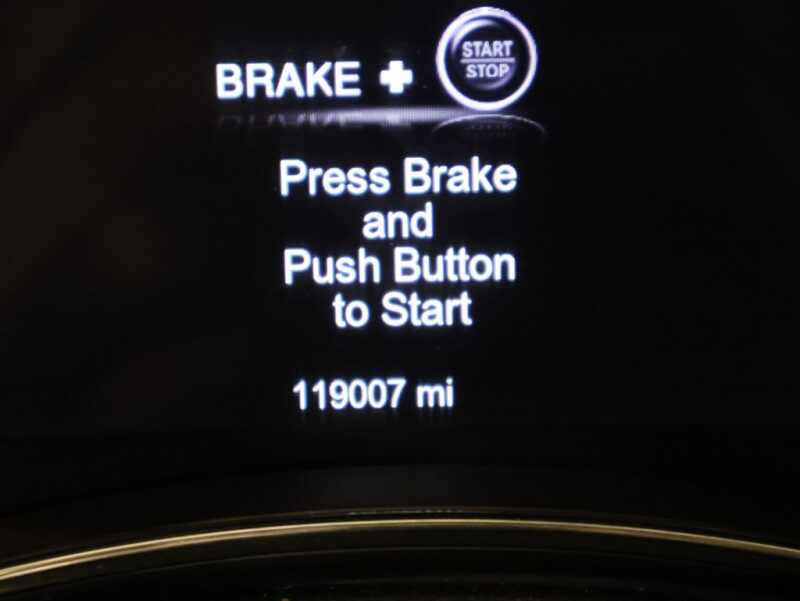 BRAKE + START
STOP
Press Brake
and
Push Button
to Start
119007 mi